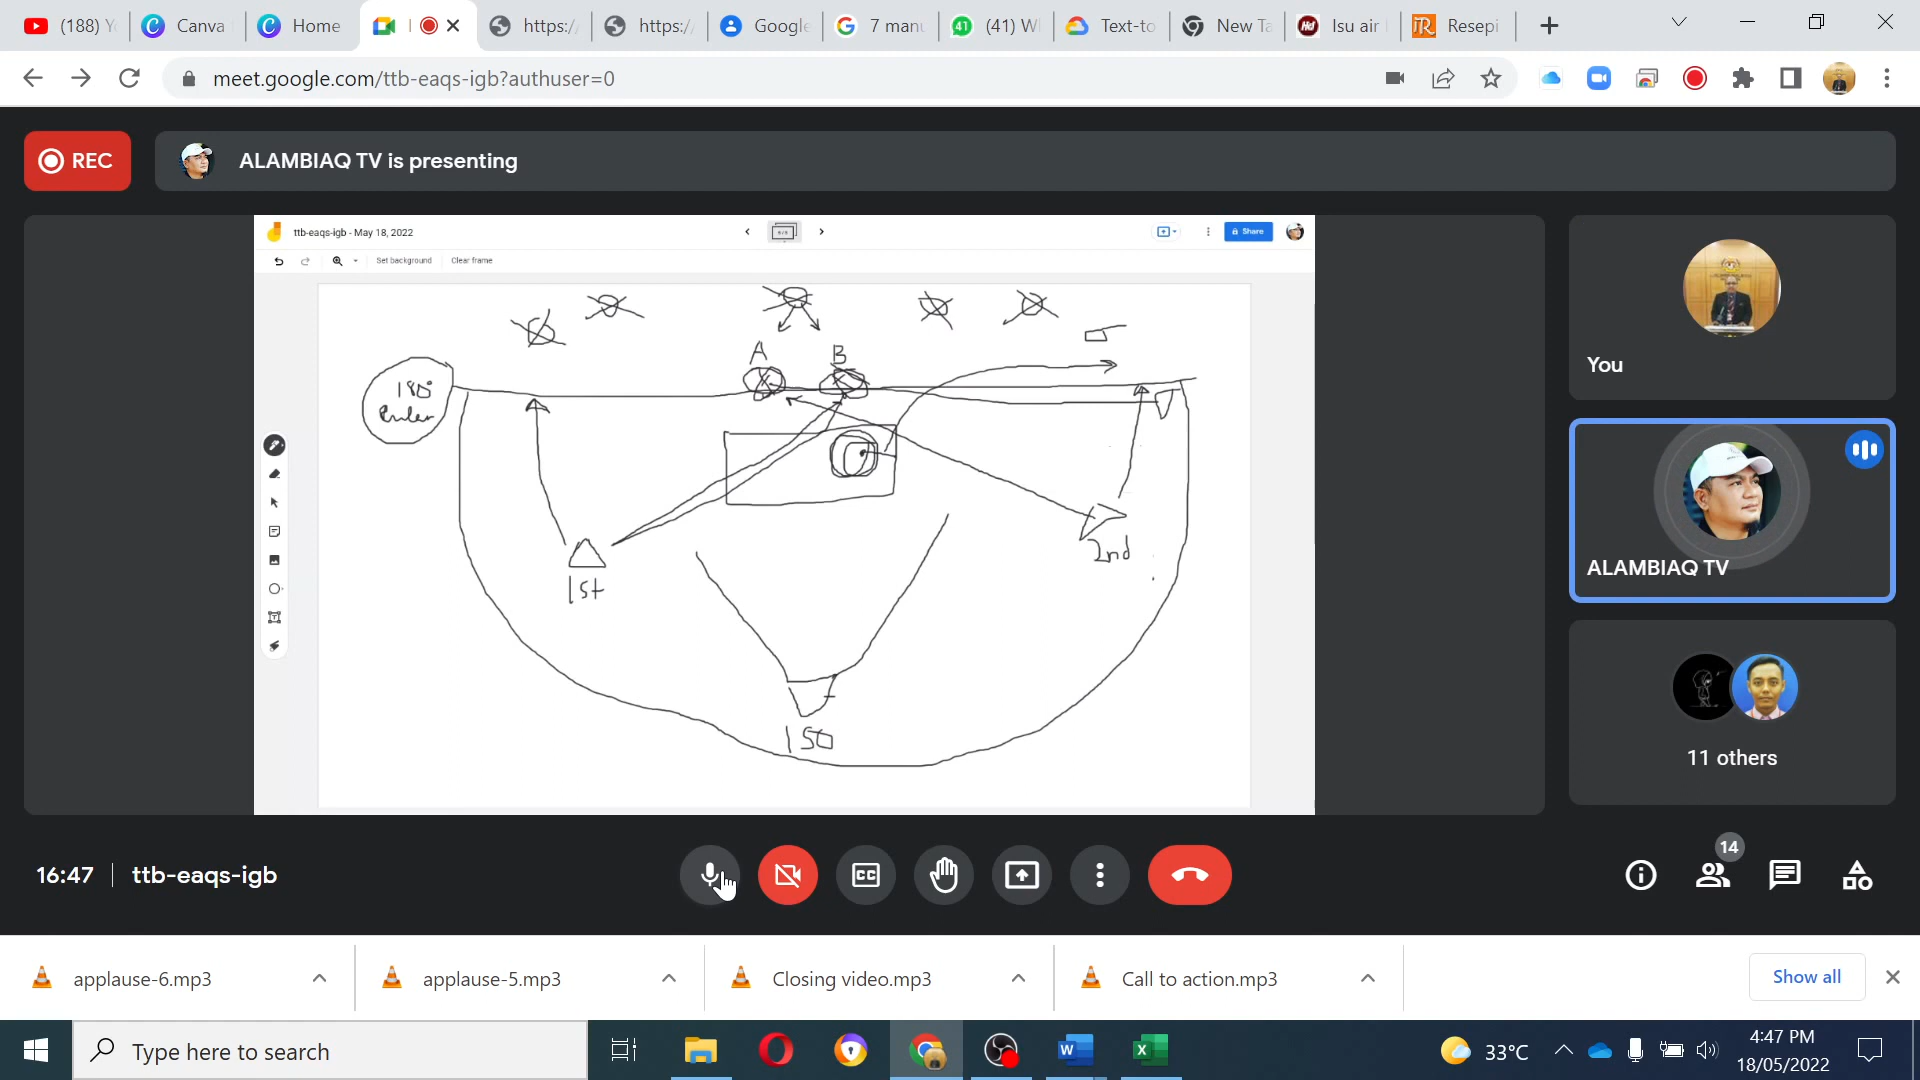 (188) Y
Canva
Home
https:/
https:/
Google
7 manu
(41) W
Text-to
New Ta
Isu air
Resepi
meet.google.com/ttb-eaqs-igb?authuser=0
REC
ALAMBIAQ TV is presenting
ttb-eaqs-igb - May 18, 2022
Share
Set background
Clear frame
A
B
180°
Ruler
1st
2nd
150
You
ALAMBIAQ TV
11 others
16:47
ttb-eaqs-igb
CC
14
applause-6.mp3
applause-5.mp3
Closing video.mp3
Call to action.mp3
Show all
Type here to search
33°C
4:47 PM
18/05/2022